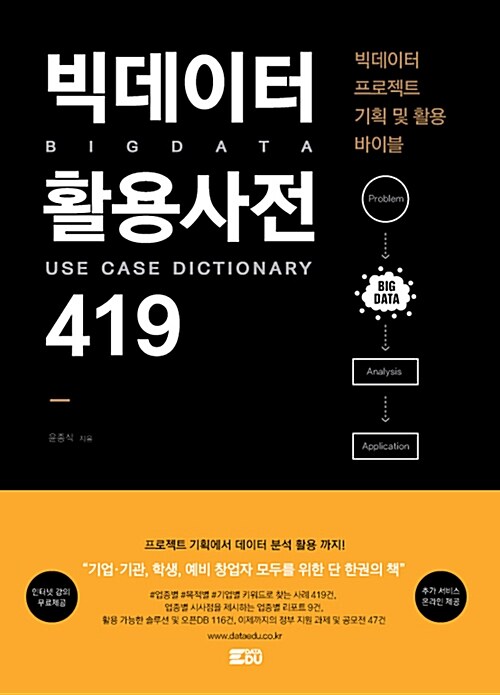 빅데이터
BIGDATA
활용사전
USE CASE DICTIONARY
419
윤종식 지음
빅데이터
프로젝트
기획 및 활용
바이블
Problem
BIG
DATA
Analysis
Application
프로젝트 기획에서 데이터 분석 활용 까지!
"기업·기관, 학생, 예비 창업자 모두를 위한 단 한권의 책"
인터넷 강의
무료제공
#업종별 #목적별 #기업별 키워드로 찾는 사례 419건,
업종별 시사점을 제시하는 업종별 리포트 9건,
활용 가능한 솔루션 및 오픈DB 116건, 이제까지의 정부 지원 과제 및 공모전 47건
www.dataedu.co.kr
추가 서비스
온라인 제공
DATA
EDU